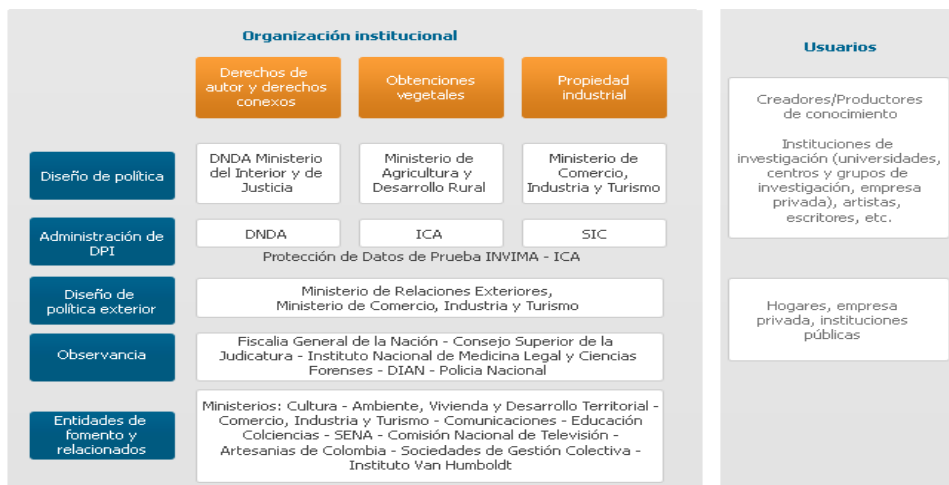 Organización institucional
Derechos de
autor y derechos
conexos
Obtenciones
vegetales
Propiedad
industrial
Diseño de política
DNDA Ministerio
del Interior y de
Justicia
Ministerio de
Agricultura y
Desarrollo Rural
Ministerio de
Comercio,
Industria y Turismo
Administración de
DPI
DNDA
ICA
SIC
Protección de Datos de Prueba INVIMA - ICA
Diseño de
política exterior
Ministerio de Relaciones Exteriores,
Ministerio de Comercio, Industria y Turismo
Observancia
Fiscalia General de la Nación - Consejo Superior de la
Judicatura - Instituto Nacional de Medicina Legal y Ciencias
Forenses - DIAN - Policia Nacional
Entidades de
fomento y
relacionados
Ministerios: Cultura - Ambiente, Vivienda y Desarrollo Territorial -
Comercio, Industria y Turismo - Comunicaciones - Educación
Colciencias - SENA - Comisión Nacional de Televisión -
Artesanias de Colombia - Sociedades de Gestión Colectiva -
Instituto Van Humboldt
Usuarios
Creadores/Productores
de conocimiento
Instituciones de
investigación (universidades,
centros y grupos de
investigación, empresa
privada), artistas,
escritores, etc.
Hogares, empresa
privada, instituciones
públicas